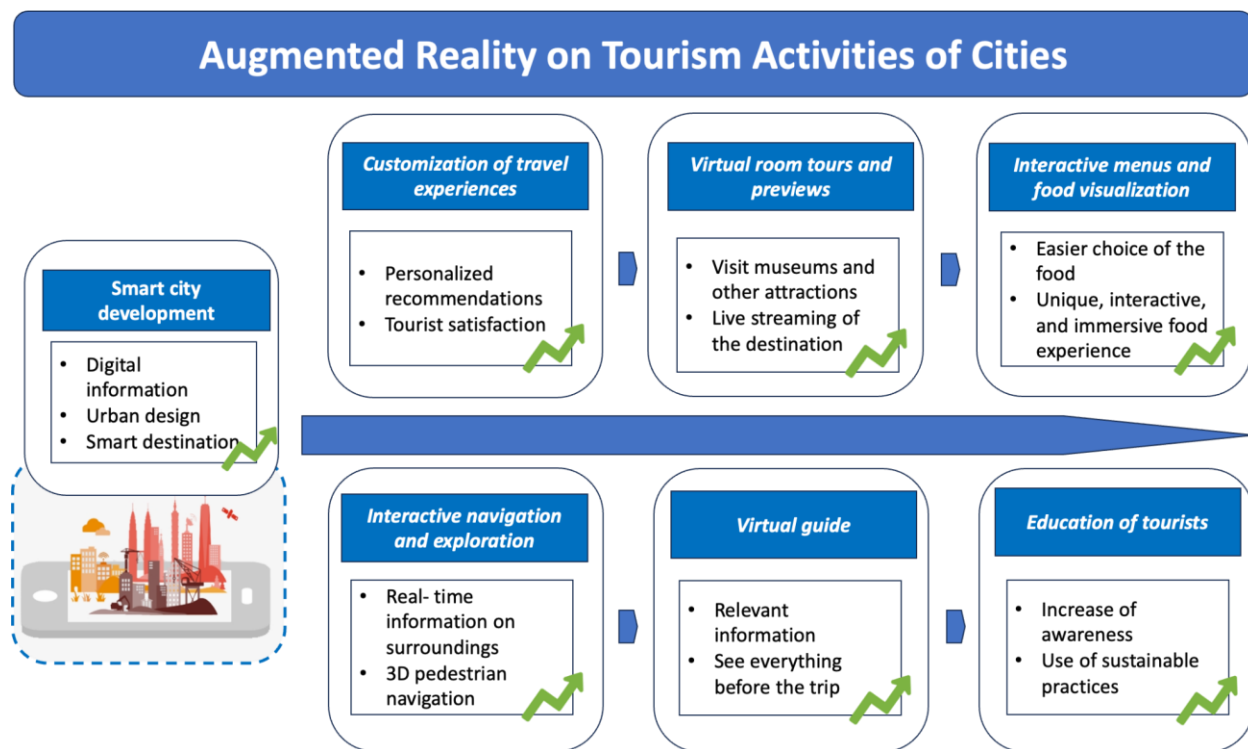 Augmented Reality on Tourism Activities of Cities
Smart city
development
• Digital
information
• Urban design
• Smart destination
Customization of travel
experiences
• Personalized
recommendations
• Tourist satisfaction
Virtual room tours and
previews
• Visit museums and
other attractions
• Live streaming of
the destination
Interactive menus and
food visualization
• Easier choice of the
food
• Unique, interactive,
and immersive food
experience
Interactive navigation
and exploration
• Real- time
information on
surroundings
• 3D pedestrian
navigation
Virtual guide
• Relevant
information
• See everything
before the trip
Education of tourists
• Increase of
awareness
• Use of sustainable
practices